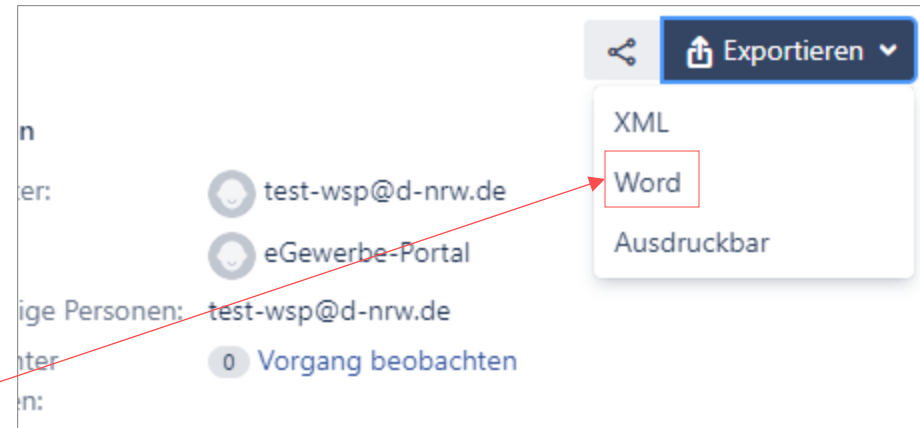 Exportieren
XML
n
Word
er: test-wsp@d-nrw.de
eGewerbe-Portal
Ausdruckbar
ige Personen: test-wsp@d-nrw.de
nter 0 Vorgang beobachten
n: